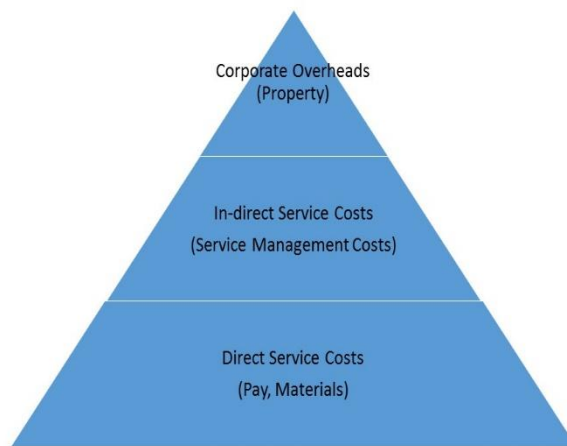 Corporate Overheads
(Property)
In-direct Service Costs
(Service Management Costs)
Direct Service Costs
(Pay, Materials)